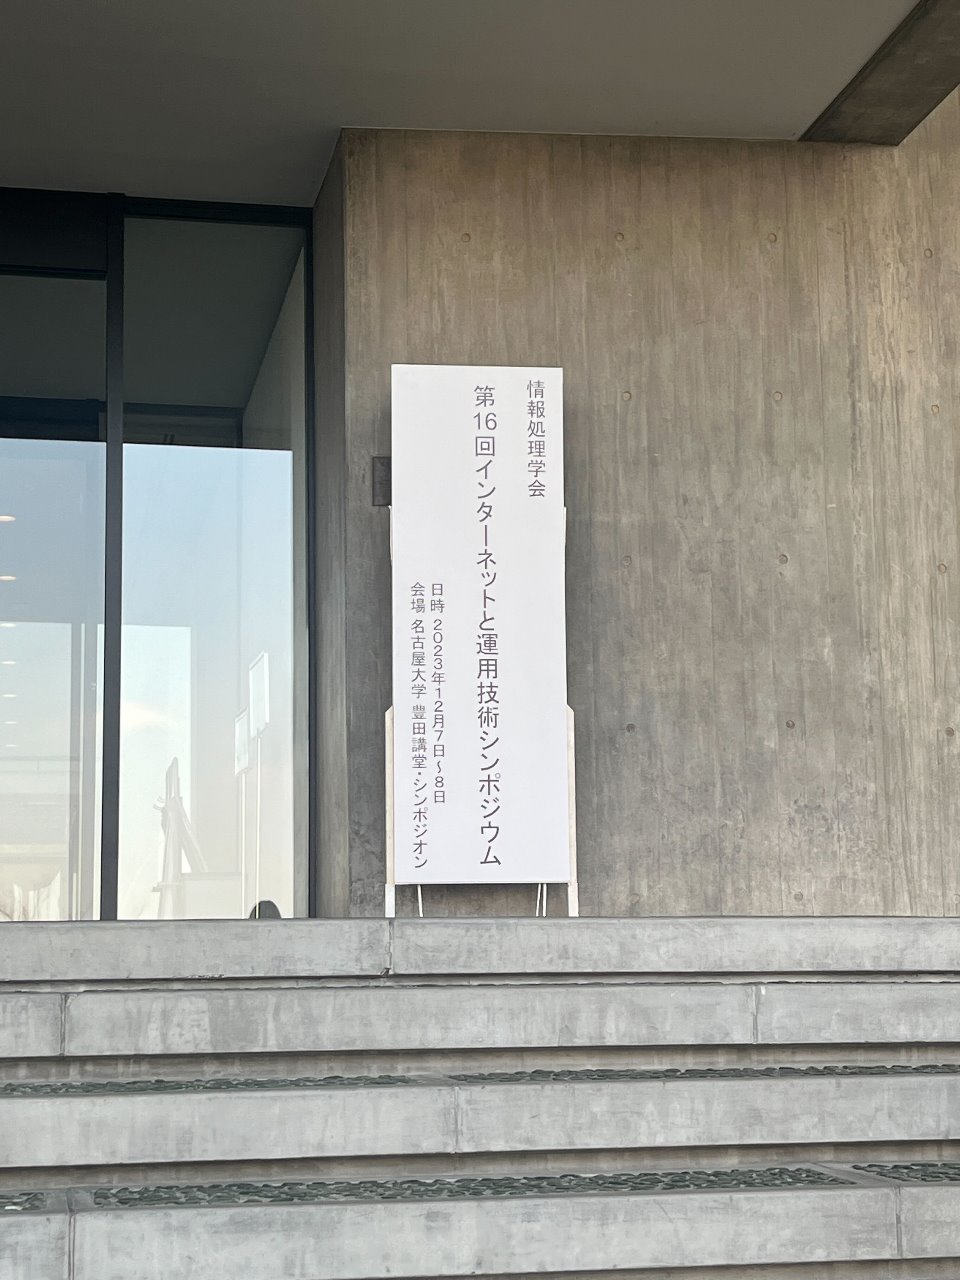 情報処理学会
第16回インターネットと運用技術シンポジウム
日時 2023年12月7日～8日
会場 名古屋大学 豊田講堂・シンポジオン